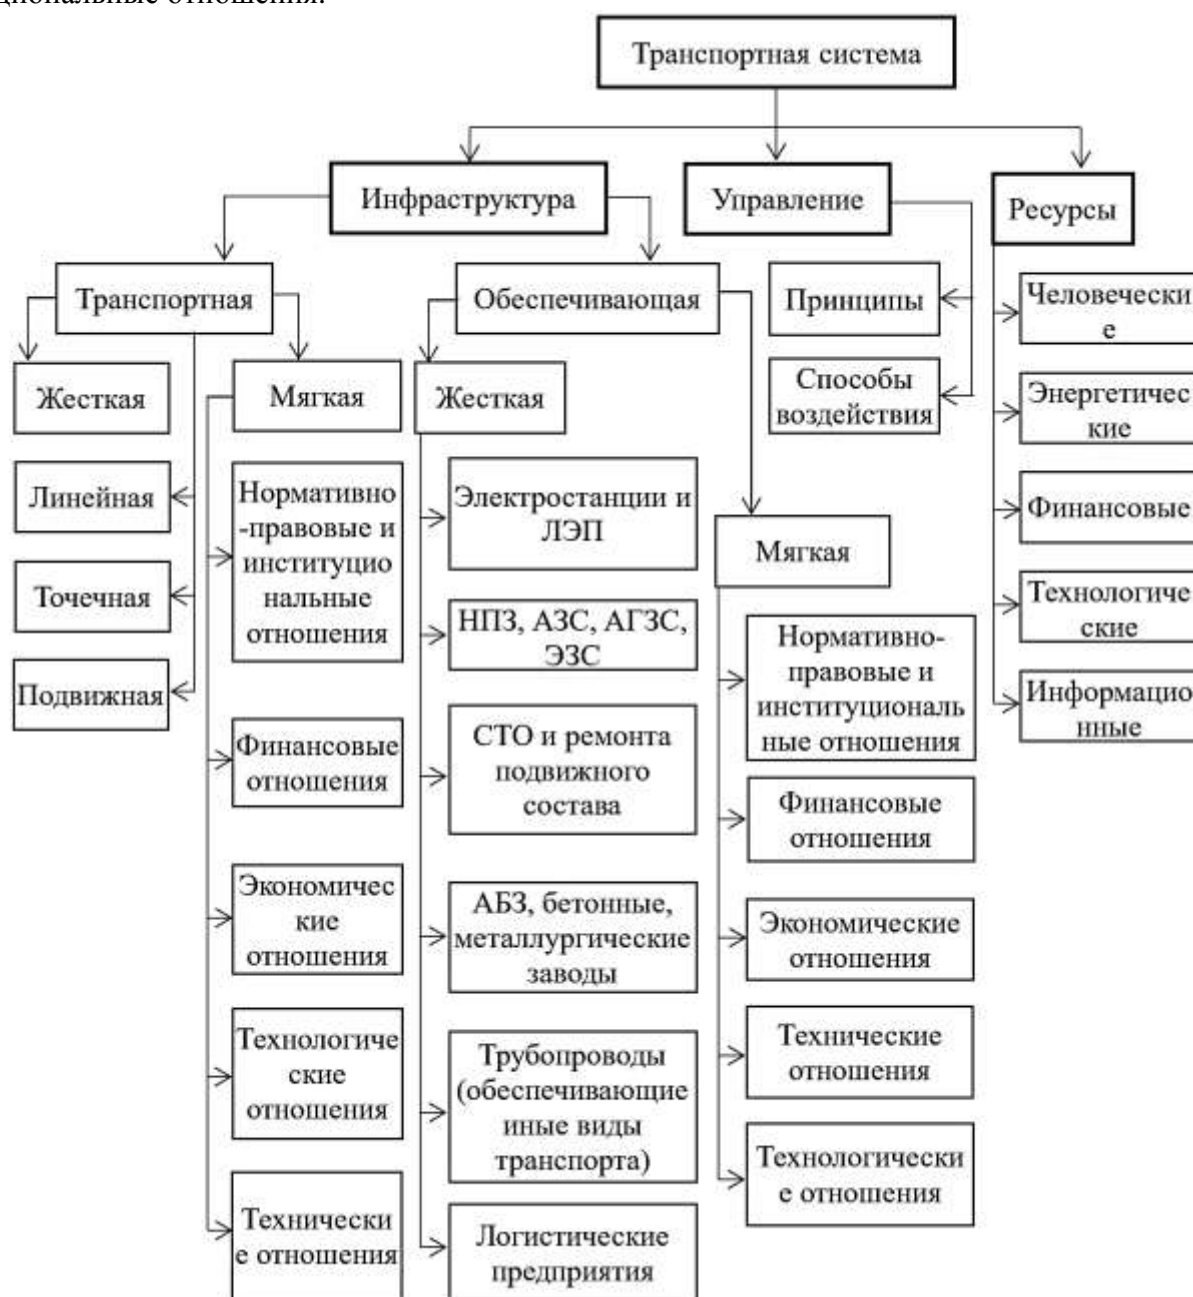 циональные отношения.
Транспортная система
Инфраструктура
Управление
Ресурсы
Транспортная
Обеспечивающая
Принципы
Способы
воздействия
Человечески
е
Энергетичес
кие
Финансовые
Технологиче
ские
Информацио
нные
Жесткая
Линейная
Точечная
Подвижная
Мягкая
Нормативно
-правовые и
институцио
нальные
отношения
Финансовые
отношения
Экономичес
кие
отношения
Технологиче
ские
отношения
Технически
е отношения
Жесткая
Электростанции и
ЛЭП
НПЗ, АЗС, АГЗС,
ЭЗС
СТО и ремонта
подвижного
состава
АБЗ, бетонные,
металлургические
заводы
Трубопроводы
(обеспечивающие
иные виды
транспорта)
Логистические
предприятия
Мягкая
Нормативно-
правовые и
институциональ
ные отношения
Финансовые
отношения
Экономические
отношения
Технические
отношения
Технологически
е отношения